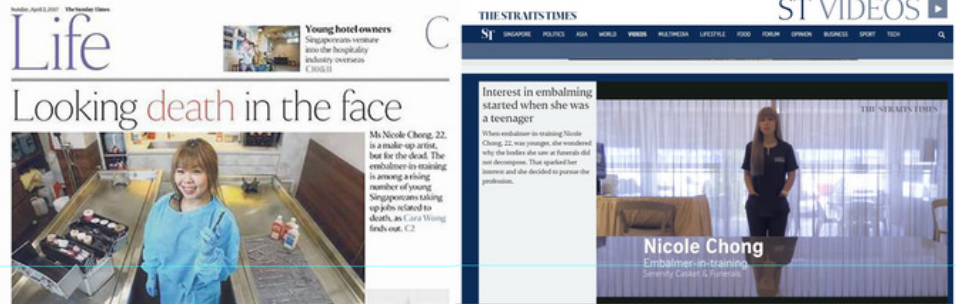 Sunday, April 2, 2017 The Sunday Times
Life
Young hotel owners
Singaporeans venture
into the hospitality
industry overseas
C10&11
C
Looking death in the face
Ms Nicole Chong, 22,
is a make-up artist,
but for the dead. The
embalmer-in-training
is among a rising
number of young
Singaporeans taking
up jobs related to
death, as Cara Wong
finds out. C2
THE STRAITS TIMES
ST VIDEOS
ST SINGAPORE POLITICS ASIA WORLD VIDEOS MULTIMEDIA LIFESTYLE FOOD FORUM OPINION BUSINESS SPORT TECH
Interest in embalming
started when she was
a teenager
When embalmer-in-training Nicole
Chong, 22, was younger, she wondered
why the bodies she saw at funerals did
not decompose. That sparked her
interest and she decided to pursue the
profession.
THE STRAITS TIMES
Nicole Chong
Embalmer-in-training
Serenity Casket & Funerals